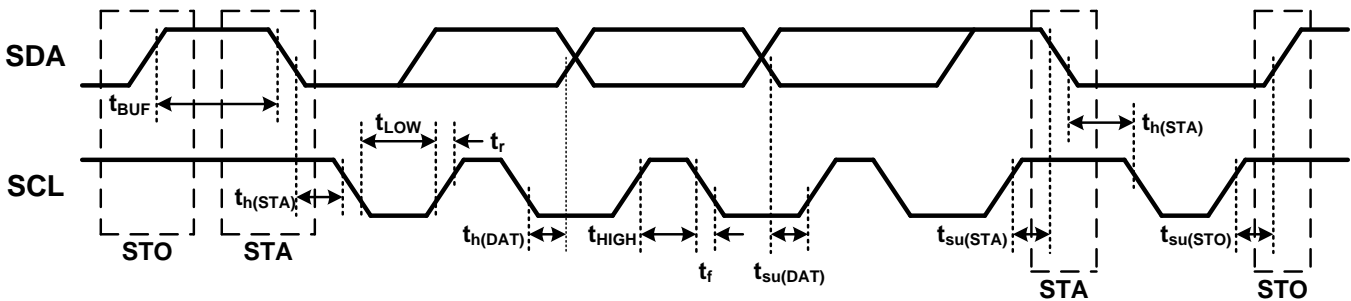 SDA
t_BUF
t_LOW
t_r
t_h(STA)
SCL
t_h(STA)
t_h(DAT)
t_HIGH
t_f
t_su(DAT)
t_su(STA)
t_su(STO)
STO
STA
STA
STO